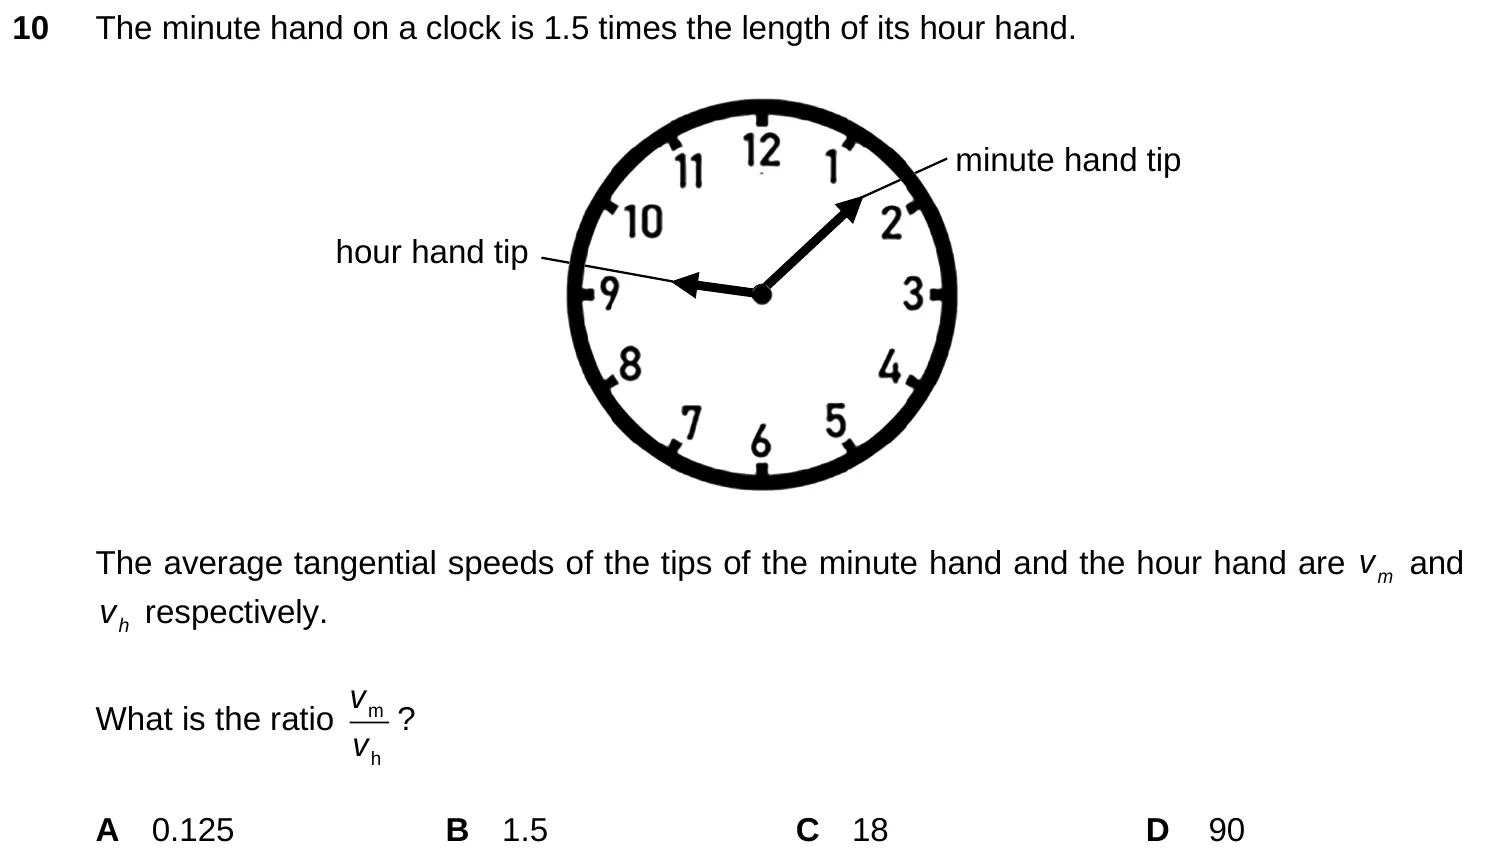 10 The minute hand on a clock is 1.5 times the length of its hour hand.
12
11
1
minute hand tip
10
2
hour hand tip
9
3
8
4
7
5
6
The average tangential speeds of the tips of the minute hand and the hour hand are v_m and
v_h respectively.
What is the ratio v_m / v_h ?
A 0.125 B 1.5 C 18 D 90